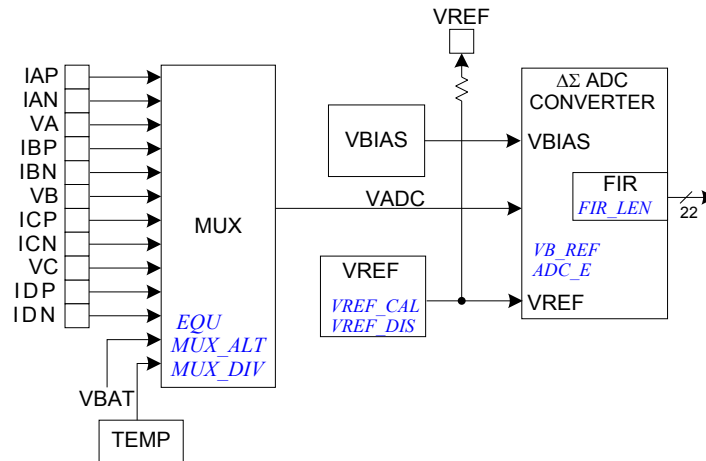 VREF
IAP
IAN
VA
IBP
IBN
VB
ICP
ICN
VC
IDP
IDN
VBAT
TEMP
MUX
EQU
MUX_ALT
MUX_DIV
VBIAS
VADC
VREF
VREF_CAL
VREF_DIS
ΔΣ ADC
CONVERTER
VBIAS
FIR
FIR_LEN
22
VB_REF
ADC_E
VREF